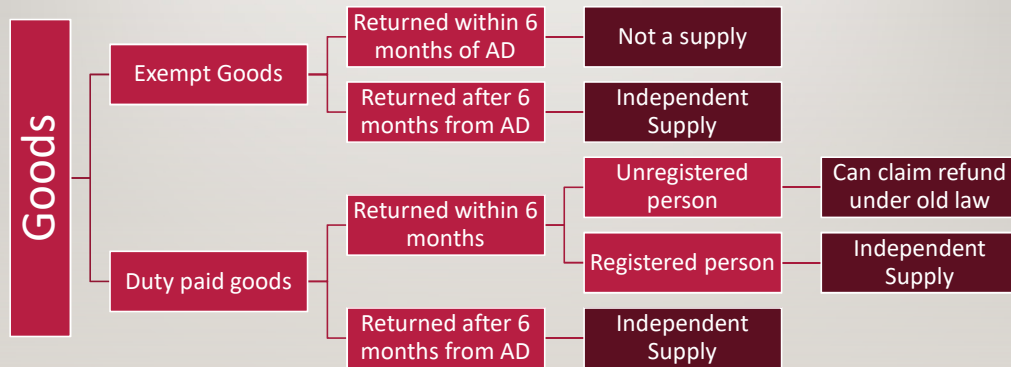 Goods
Exempt Goods
Returned within 6
months of AD
Not a supply
Returned after 6
months from AD
Independent
Supply
Duty paid goods
Returned within 6
months
Unregistered
person
Can claim refund
under old law
Registered person
Independent
Supply
Returned after 6
months from AD
Independent
Supply